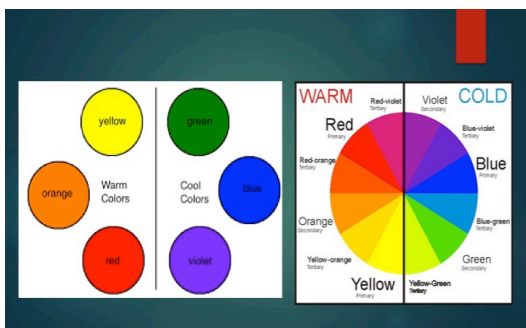 yellow
green
orange
Warm
Colors
Cool
Colors
blue
red
violet
WARM
COLD
Red-violet
Tertiary
Violet
Secondary
Red
Primary
Blue-violet
Tertiary
Red-orange
Tertiary
Blue
Primary
Orange
Secondary
Blue-green
Tertiary
Yellow-orange
Tertiary
Green
Secondary
Yellow
Primary
Yellow-Green
Tertiary